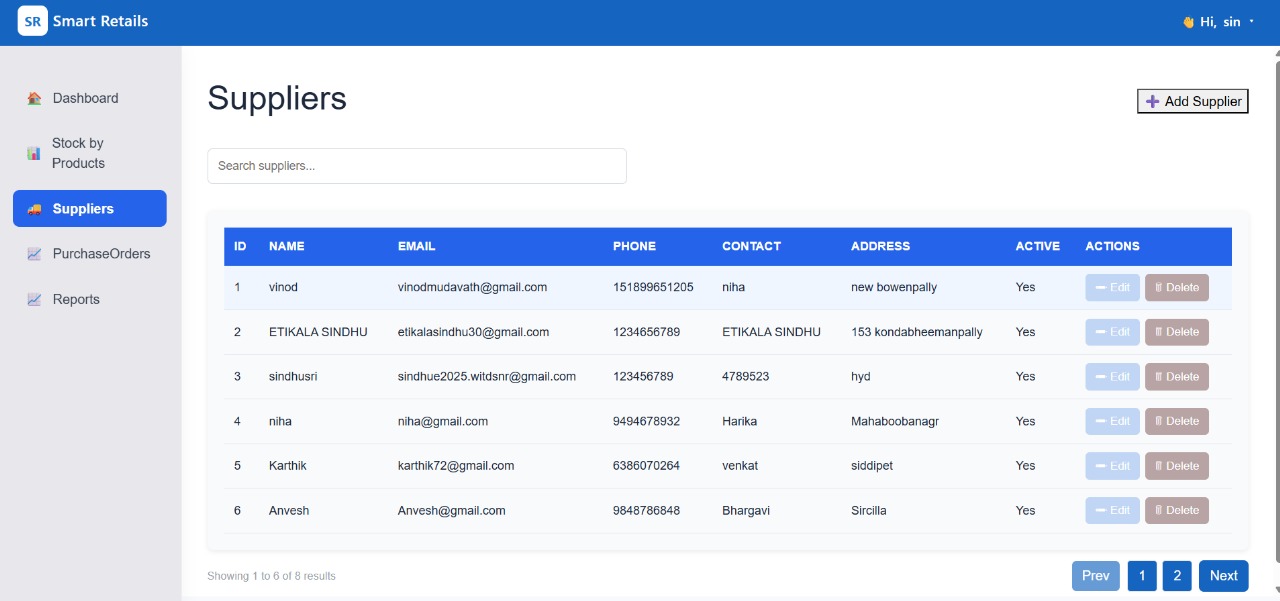 SR Smart Retails
Hi, sin
Dashboard
Stock by
Products
Suppliers
PurchaseOrders
Reports
Suppliers
Add Supplier
Search suppliers...
ID NAME EMAIL PHONE CONTACT ADDRESS ACTIVE ACTIONS
1 vinod vinodmudavath@gmail.com 151899651205 niha new bowenpally Yes Edit Delete
2 ETIKALA SINDHU etikalasindhu30@gmail.com 1234656789 ETIKALA SINDHU 153 kondabheemanpally Yes Edit Delete
3 sindhusri sindhue2025.witdsnr@gmail.com 123456789 4789523 hyd Yes Edit Delete
4 niha niha@gmail.com 9494678932 Harika Mahaboobanagr Yes Edit Delete
5 Karthik karthik72@gmail.com 6386070264 venkat siddipet Yes Edit Delete
6 Anvesh Anvesh@gmail.com 9848786848 Bhargavi Sircilla Yes Edit Delete
Showing 1 to 6 of 8 results
Prev 1 2 Next